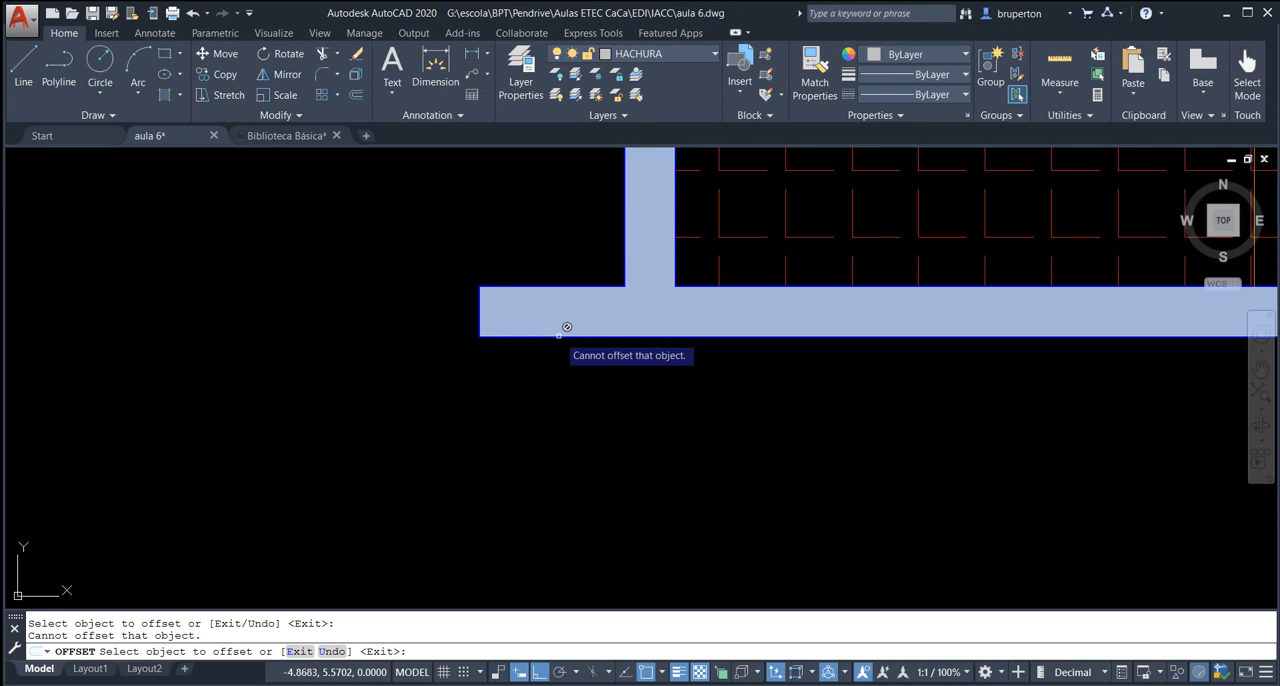 Autodesk AutoCAD 2020 G:\escola\BPT\Pendrive\Aulas ETEC CaCa\EDI\IACC\aula 6.dwg Type a keyword or phrase bruperton
Home Insert Annotate Parametric Visualize View Manage Output Add-ins Collaborate Express Tools Featured Apps
Line Polyline Circle Arc
Move Rotate
Copy Mirror
Stretch Scale
Text Dimension
Layer Properties
HACHURA
Insert
Match Properties
ByLayer
ByLayer
ByLayer
Group Measure Paste Base Select Mode
Draw Modify Annotation Layers Block Properties Groups Utilities Clipboard View Touch
Start aula 6* Biblioteca Básica*
N
W TOP E
S
WCS
Cannot offset that object.
Y
X
Select object to offset or [Exit/Undo] <Exit>:
Cannot offset that object.
OFFSET Select object to offset or [Exit Undo] <Exit>:
Model Layout1 Layout2 -4.8683, 5.5702, 0.0000 MODEL 1:1 / 100% Decimal